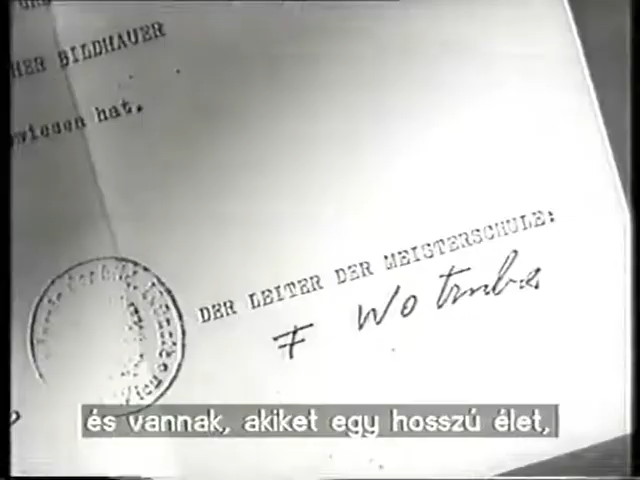 HER BILDHAUER
wiesen hat.
DER LEITER DER MEISTERSCHULE:
F Wotruba
és vannak, akiket egy hosszú élet,